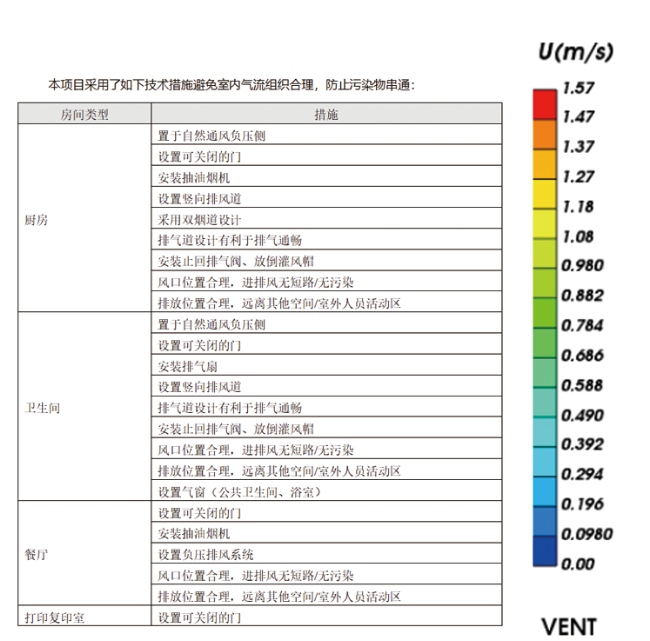 U(m/s)
本项目采用了如下技术措施避免室内气流组织合理，防止污染物串通：
房间类型 措施
厨房
置于自然通风负压侧
设置可关闭的门
安装抽油烟机
设置竖向排风道
采用双烟道设计
排气道设计有利于排气通畅
安装止回排气阀、放倒灌风帽
风口位置合理，进排风无短路/无污染
排放位置合理，远离其他空间/室外人员活动区
卫生间
置于自然通风负压侧
设置可关闭的门
安装排气扇
设置竖向排风道
排气道设计有利于排气通畅
安装止回排气阀、放倒灌风帽
风口位置合理，进排风无短路/无污染
排放位置合理，远离其他空间/室外人员活动区
设置气窗（公共卫生间、浴室）
餐厅
设置可关闭的门
安装抽油烟机
设置负压排风系统
风口位置合理，进排风无短路/无污染
排放位置合理，远离其他空间/室外人员活动区
打印复印室 设置可关闭的门
1.57
1.47
1.37
1.27
1.18
1.08
0.980
0.882
0.784
0.686
0.588
0.490
0.392
0.294
0.196
0.0980
0.00
VENT